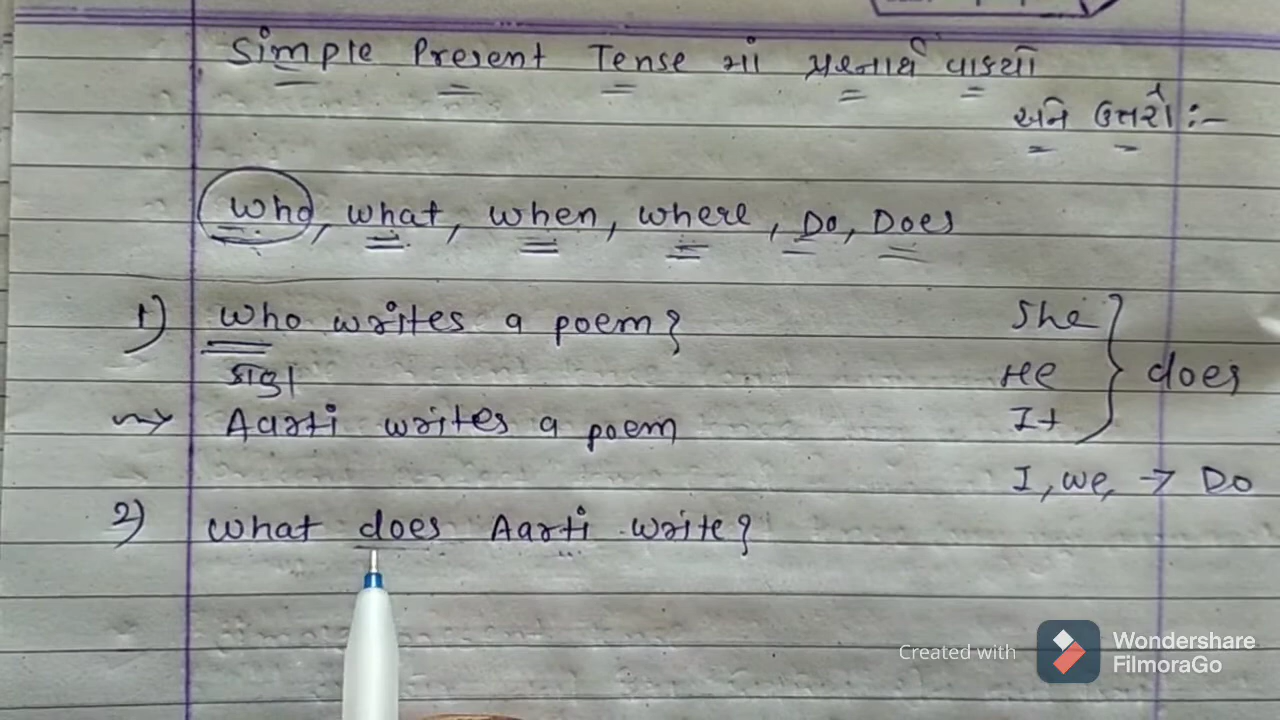 Simple Present Tense માં પ્રશ્નાર્થ વાક્યો
અને ઉત્તરો :-
Who, what, when, where, Do, Does
1) Who writes a poem?
કોણ
Aarti writes a poem
She
He
It
does
I, we, → Do
2) What does Aarti write?
Created with
Wondershare
FilmoraGo